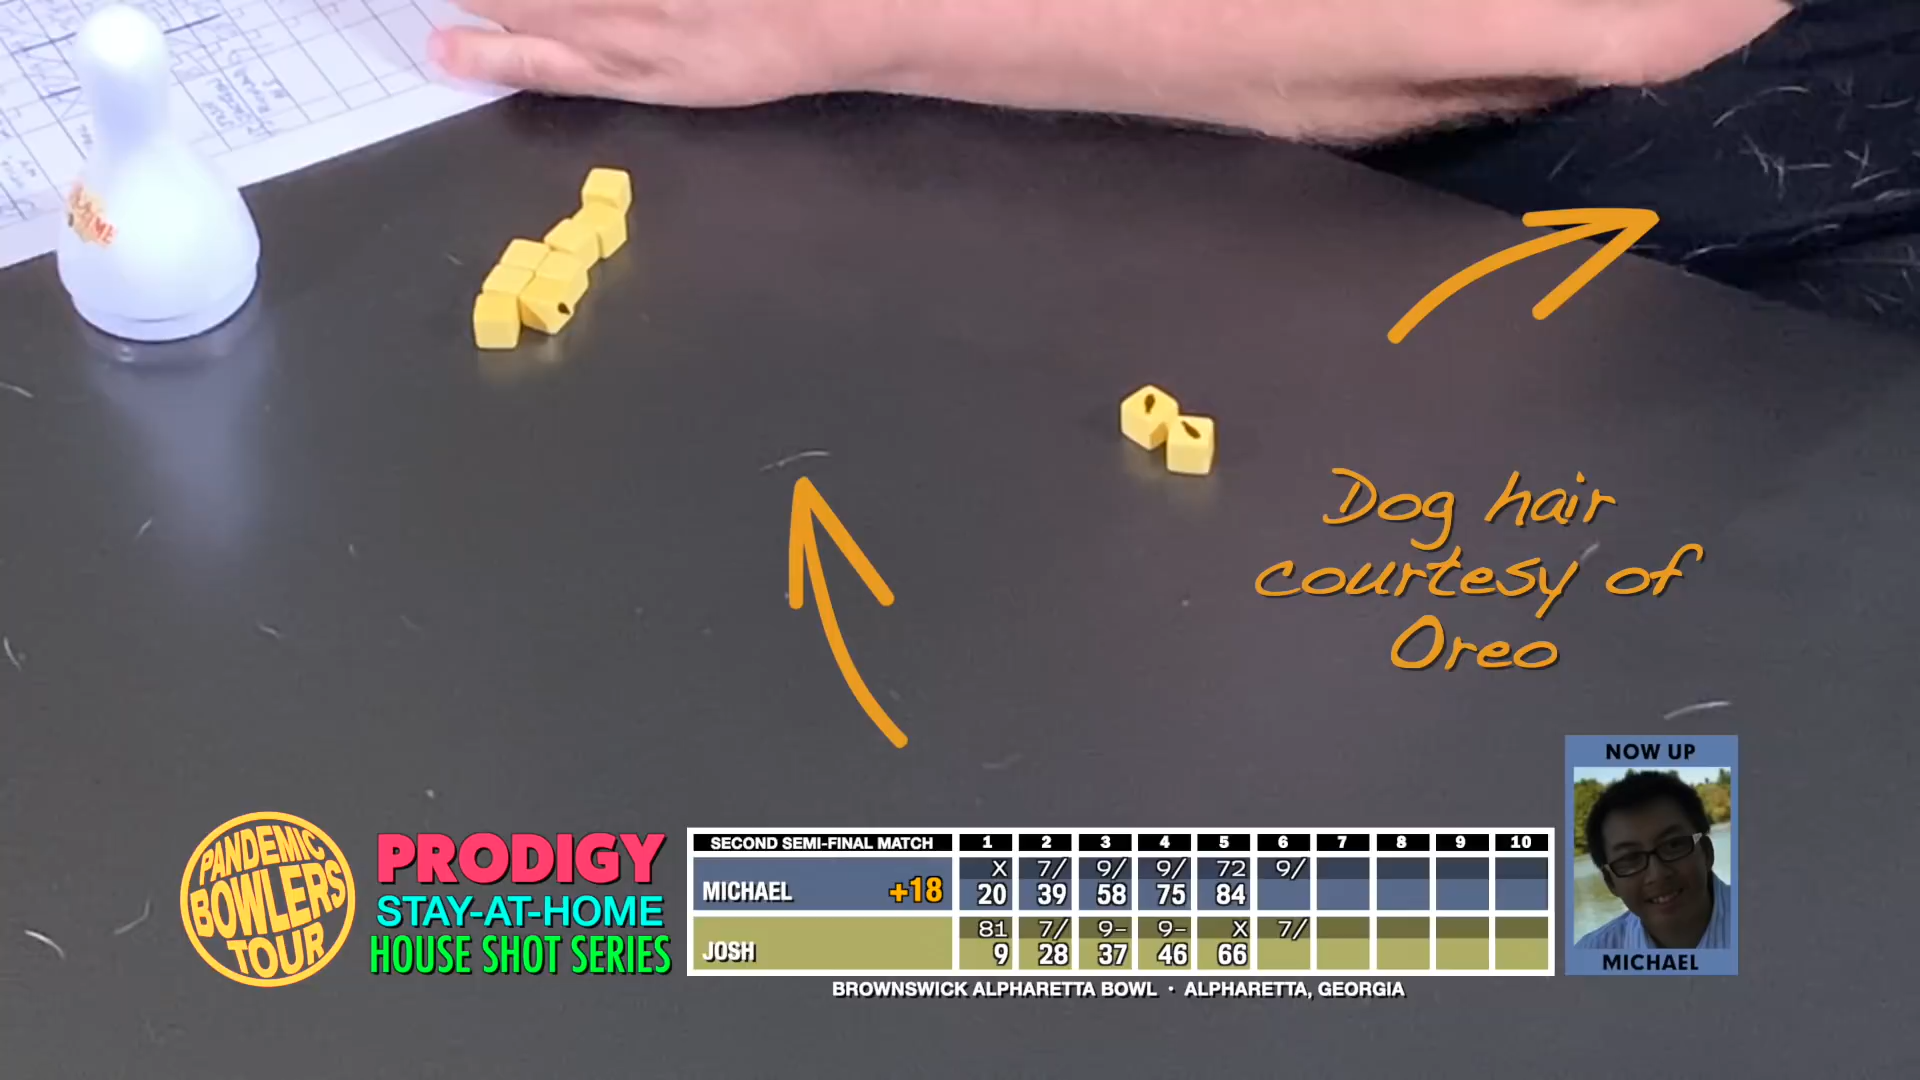 Dog hair
courtesy of
Oreo
NOW UP
MICHAEL
PANDEMIC
BOWLERS
TOUR
PRODIGY
STAY-AT-HOME
HOUSE SHOT SERIES
SECOND SEMI-FINAL MATCH 1 2 3 4 5 6 7 8 9 10
X 7/ 9/ 9/ 72 9/
MICHAEL +18 20 39 58 75 84
81 7/ 9- 9- X 7/
JOSH 9 28 37 46 66
BROWNSWICK ALPHARETTA BOWL · ALPHARETTA, GEORGIA